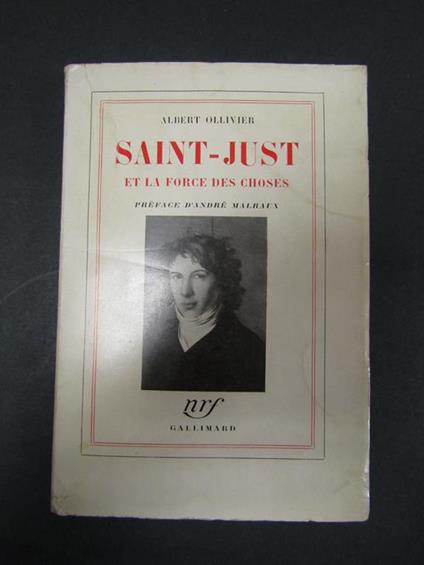 ALBERT OLLIVIER
SAINT-JUST
ET LA FORCE DES CHOSES
PRÉFACE D'ANDRÉ MALRAUX
nrf
GALLIMARD